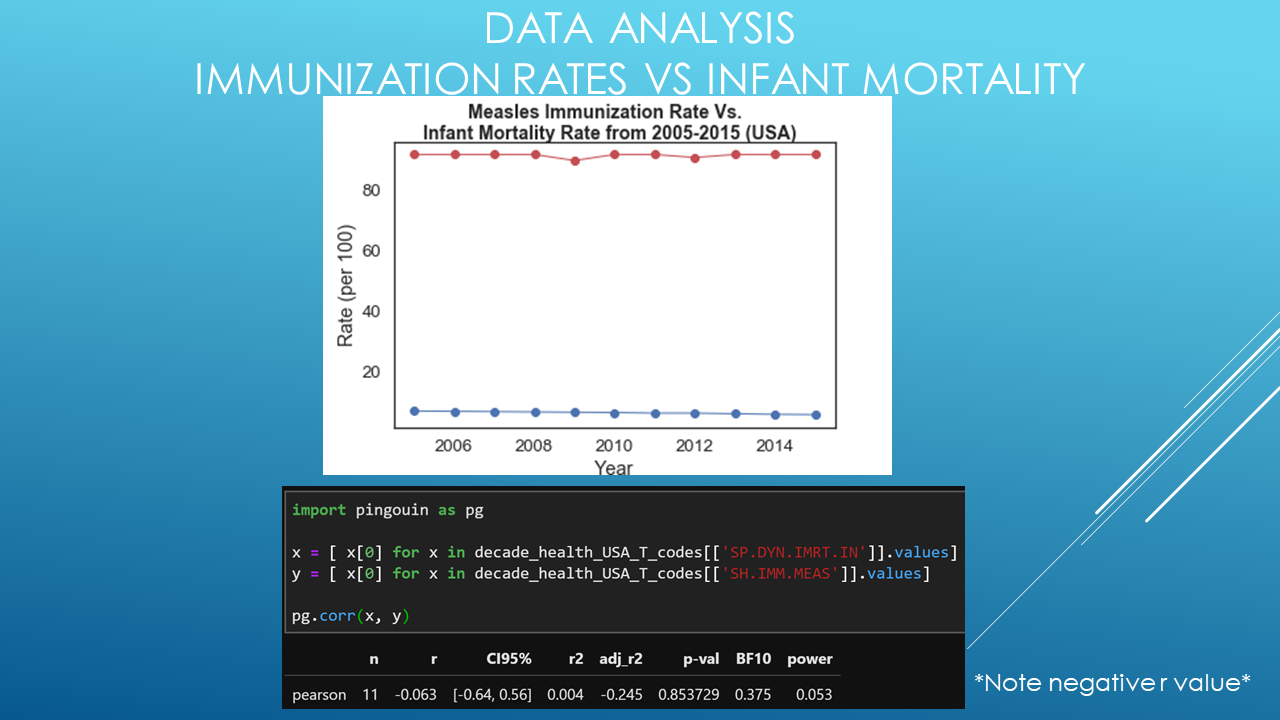 DATA ANALYSIS
IMMUNIZATION RATES VS INFANT MORTALITY
Measles Immunization Rate Vs.
Infant Mortality Rate from 2005-2015 (USA)
80
60
40
20
Rate (per 100)
2006 2008 2010 2012 2014
Year
import pingouin as pg
x = [ x[0] for x in decade_health_USA_T_codes[['SP.DYN.IMRT.IN']].values]
y = [ x[0] for x in decade_health_USA_T_codes[['SH.IMM.MEAS']].values]
pg.corr(x, y)
n r CI95% r2 adj_r2 p-val BF10 power
pearson 11 -0.063 [-0.64, 0.56] 0.004 -0.245 0.853729 0.375 0.053
*Note negative r value*